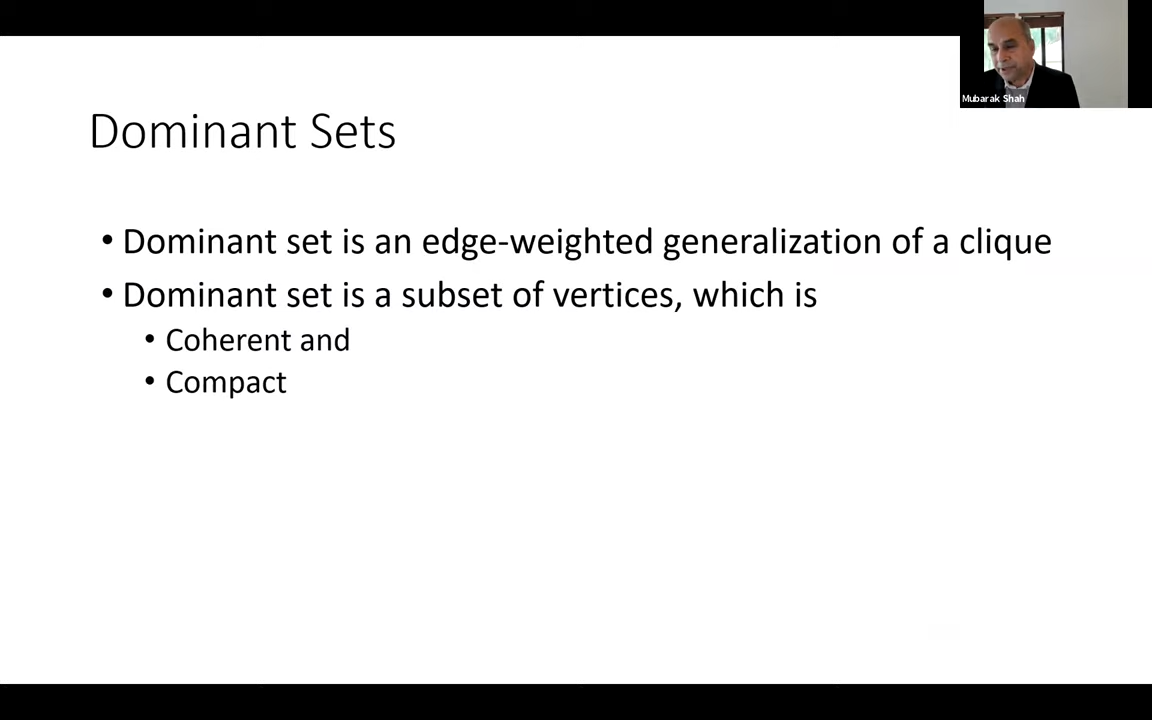 Mubarak Shah
Dominant Sets
• Dominant set is an edge-weighted generalization of a clique
• Dominant set is a subset of vertices, which is
• Coherent and
• Compact